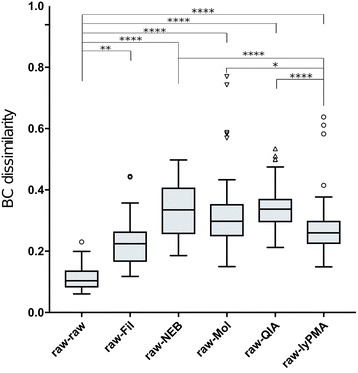 ****
1.0
****
****
****
**
****
0.8
*
****
0.6
0.4
0.2
0.0
BC dissimilarity
raw-raw
raw-Fil
raw-NEB
raw-Mol
raw-QIA
raw-lyPMA